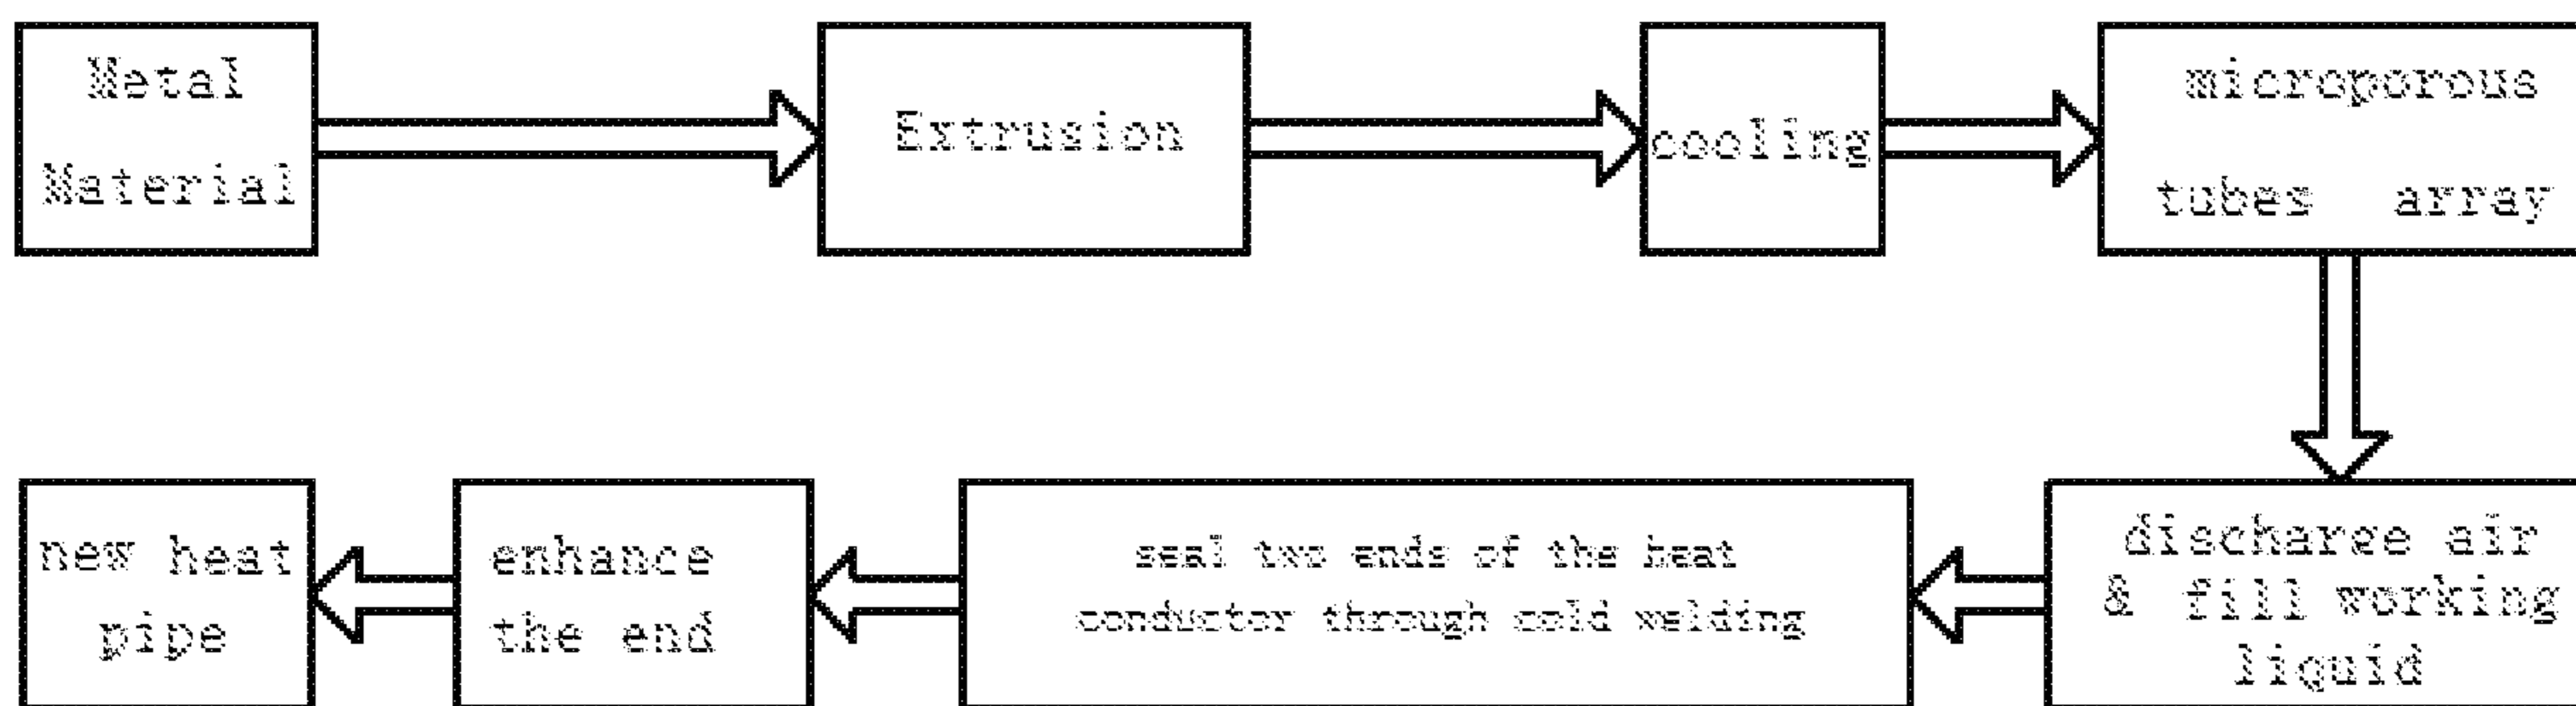 Metal
Material
Extrusion
cooling
microporous
tubes array
discharge air
& fill working
liquid
seal two ends of the heat
conductor through cold welding
enhance
the end
new heat
pipe